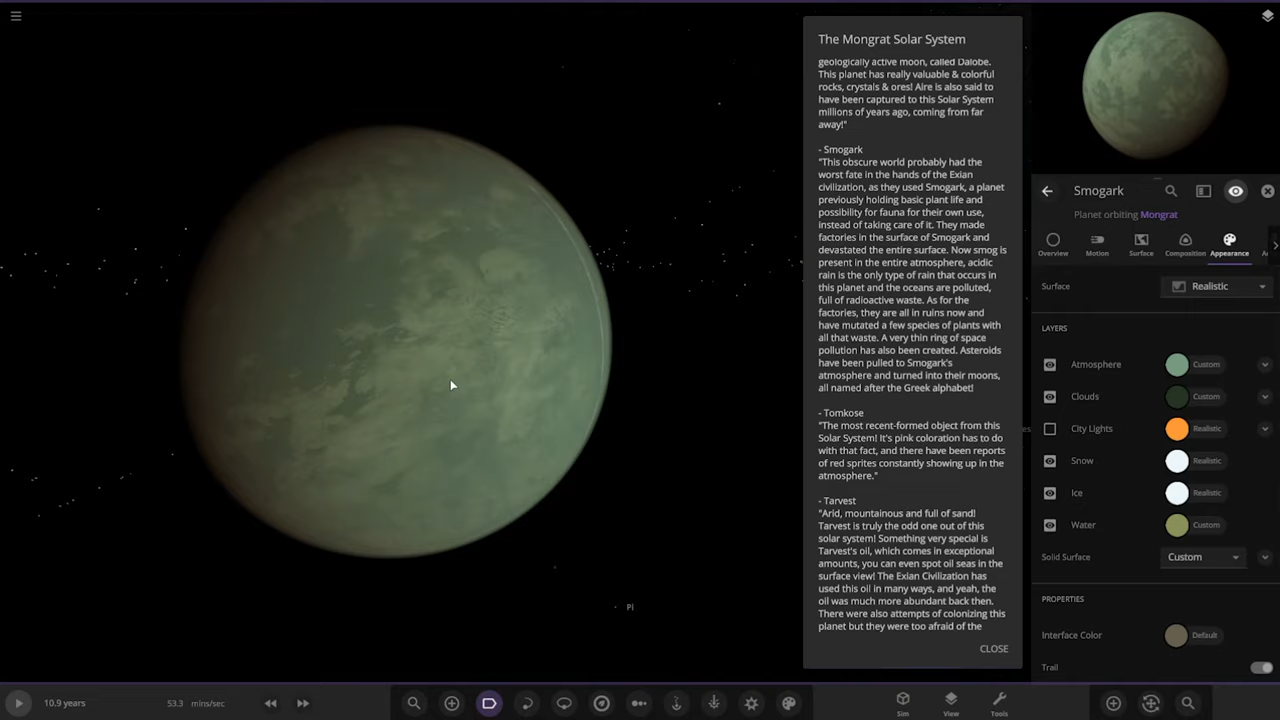 The Mongrat Solar System
geologically active moon, called Dalobe.
This planet has really valuable & colorful
rocks, crystals & ores! Alre is also said to
have been captured to this Solar System
millions of years ago, coming from far
away!"
- Smogark
"This obscure world probably had the
worst fate in the hands of the Exian
civilization, as they used Smogark, a planet
previously holding basic plant life and
possibility for fauna for their own use,
instead of taking care of it. They made
factories in the surface of Smogark and
devastated the entire surface. Now smog is
present in the entire atmosphere, acidic
rain is the only type of rain that occurs in
this planet and the oceans are polluted,
full of radioactive waste. As for the
factories, they are all in ruins now and
have mutated a few species of plants with
all that waste. A very thin ring of space
pollution has also been created. Asteroids
have been pulled to Smogark's
atmosphere and turned into their moons,
all named after the Greek alphabet!
- Tomkose
"The most recent-formed object from this
Solar System! It's pink coloration has to do
with that fact, and there have been reports
of red sprites constantly showing up in the
atmosphere."
- Tarvest
"Arid, mountainous and full of sand!
Tarvest is truly the odd one out of this
solar system! Something very special is
Tarvest's oil, which comes in exceptional
amounts, you can even spot oil seas in the
surface view! The Exian Civilization has
used this oil in many ways, and yeah, the
oil was much more abundant back then.
There were also attempts of colonizing this
planet but they were too afraid of the
CLOSE
Smogark
Planet orbiting Mongrat
Overview Motion Surface Composition Appearance
Surface Realistic
LAYERS
Atmosphere Custom
Clouds Custom
City Lights Realistic
Snow Realistic
Ice Realistic
Water Custom
Solid Surface Custom
PROPERTIES
Interface Color Default
Trail
Pi
10.9 years 53.3 mins/sec
Sim View Tools